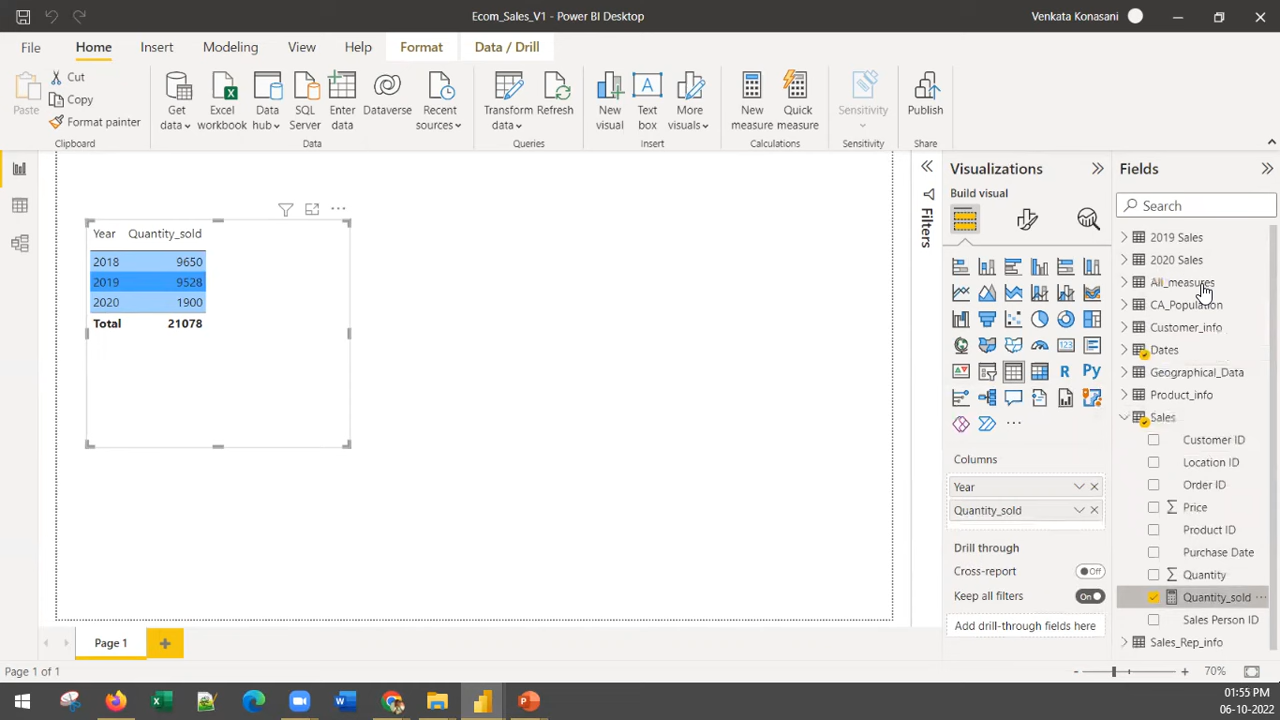 Ecom_Sales_V1 - Power BI Desktop
Venkata Konasani
File Home Insert Modeling View Help Format Data / Drill
Paste
Cut
Copy
Format painter
Clipboard
Get data
Excel workbook
Data hub
SQL Server
Enter data
Dataverse
Recent sources
Data
Transform data
Refresh
Queries
New visual
Text box
More visuals
Insert
New measure
Quick measure
Calculations
Sensitivity
Sensitivity
Publish
Share
Year Quantity_sold
2018 9650
2019 9528
2020 1900
Total 21078
Filters
Visualizations
Build visual
123
R
Py
Columns
Year
Quantity_sold
Drill through
Cross-report Off
Keep all filters On
Add drill-through fields here
Fields
Search
2019 Sales
2020 Sales
All_measures
CA_Population
Customer_info
Dates
Geographical_Data
Product_info
Sales
Customer ID
Location ID
Order ID
Price
Product ID
Purchase Date
Quantity
Quantity_sold
Sales Person ID
Sales_Rep_info
Page 1
Page 1 of 1
70%
01:55 PM
06-10-2022